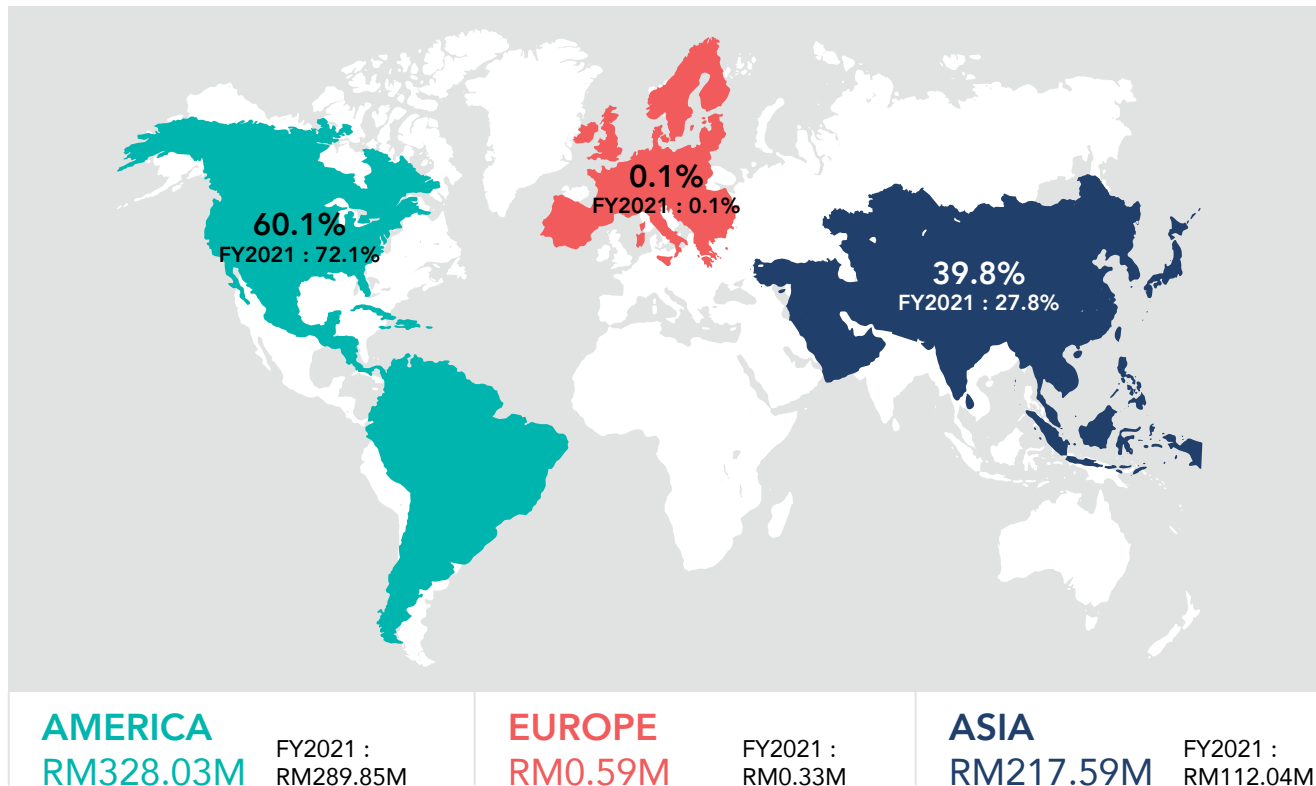 60.1%
FY2021 : 72.1%
0.1%
FY2021 : 0.1%
39.8%
FY2021 : 27.8%
AMERICA
RM328.03M
FY2021 :
RM289.85M
EUROPE
RM0.59M
FY2021 :
RM0.33M
ASIA
RM217.59M
FY2021 :
RM112.04M